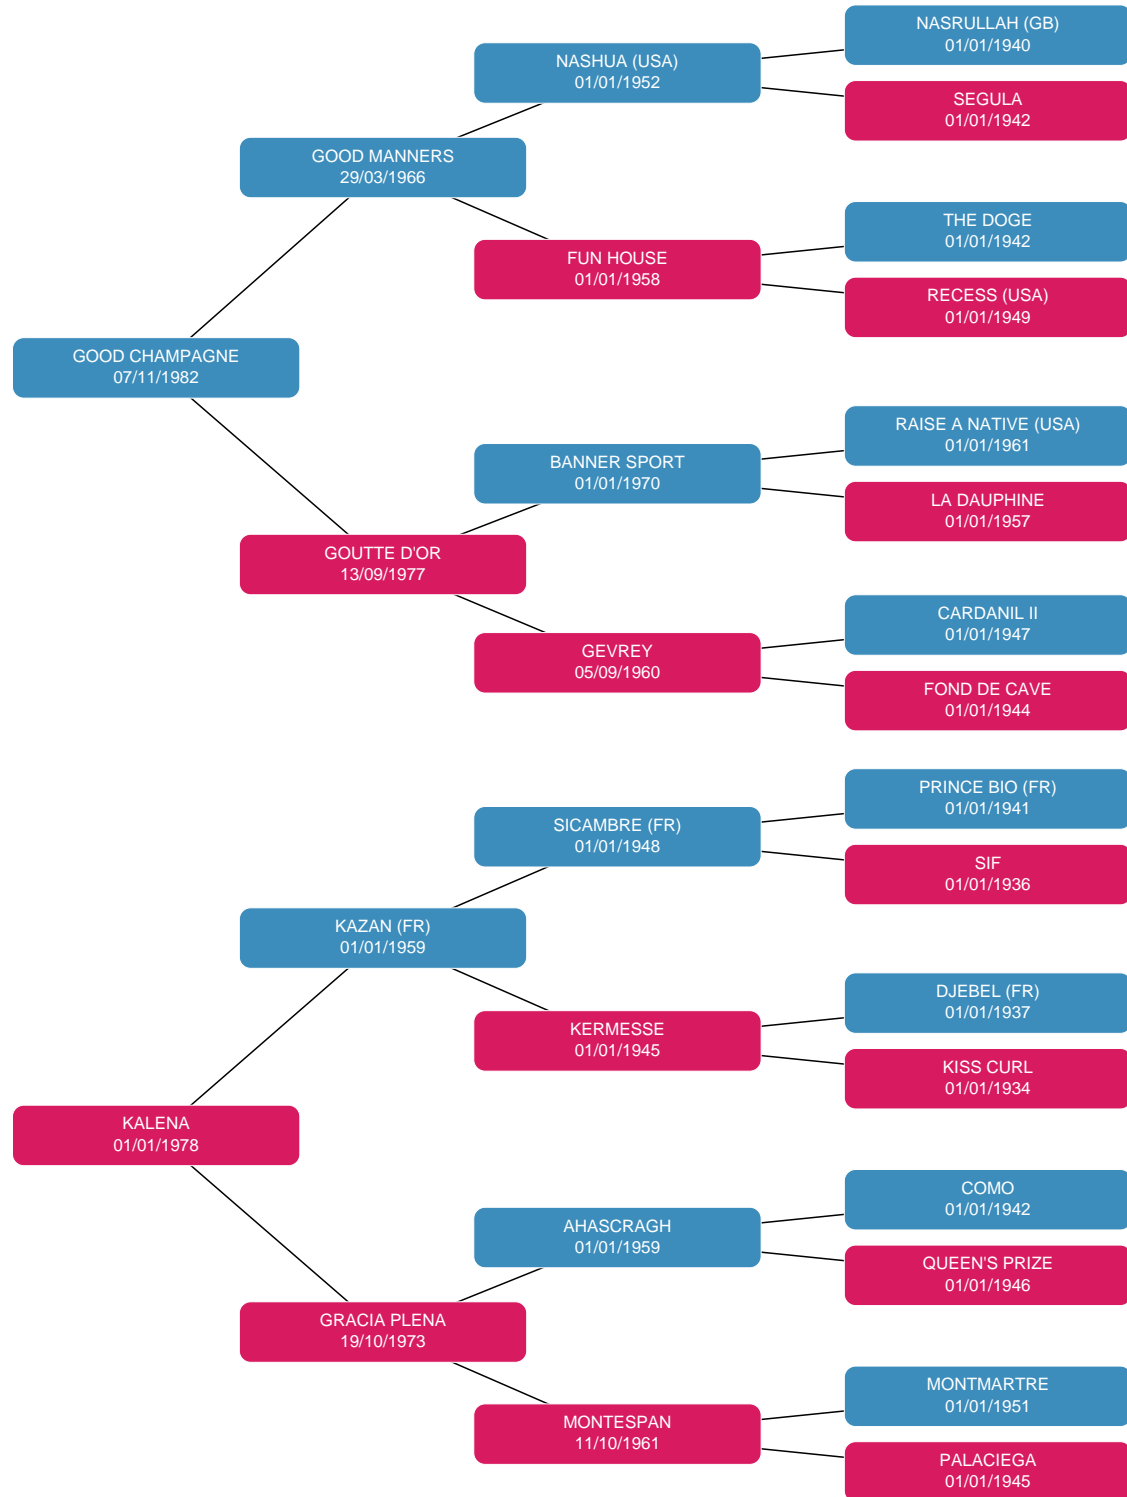 NASRULLAH (GB)
01/01/1940
NASHUA (USA)
01/01/1952
SEGULA
01/01/1942
GOOD MANNERS
29/03/1966
THE DOGE
01/01/1942
FUN HOUSE
01/01/1958
RECESS (USA)
01/01/1949
GOOD CHAMPAGNE
07/11/1982
RAISE A NATIVE (USA)
01/01/1961
BANNER SPORT
01/01/1970
LA DAUPHINE
01/01/1957
GOUTTE D'OR
13/09/1977
CARDANIL II
01/01/1947
GEVREY
05/09/1960
FOND DE CAVE
01/01/1944
PRINCE BIO (FR)
01/01/1941
SICAMBRE (FR)
01/01/1948
SIF
01/01/1936
KAZAN (FR)
01/01/1959
DJEBEL (FR)
01/01/1937
KERMESSE
01/01/1945
KISS CURL
01/01/1934
KALENA
01/01/1978
COMO
01/01/1942
AHASCRAGH
01/01/1959
QUEEN'S PRIZE
01/01/1946
GRACIA PLENA
19/10/1973
MONTMARTRE
01/01/1951
MONTESPAN
11/10/1961
PALACIEGA
01/01/1945